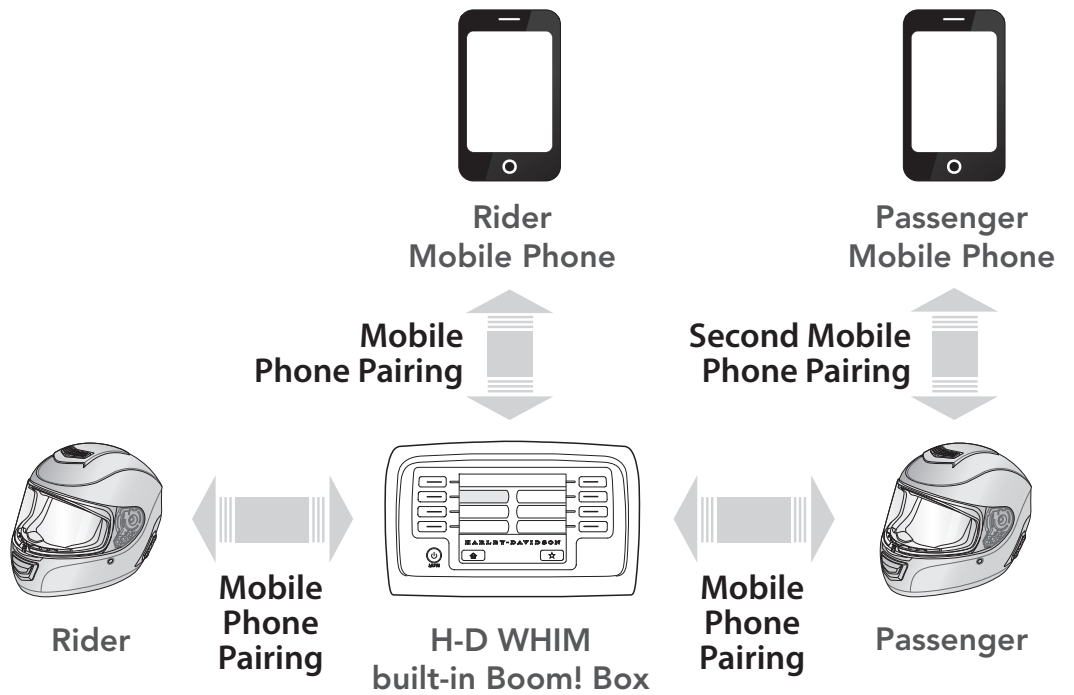 Rider
Mobile Phone
Passenger
Mobile Phone
Mobile
Phone Pairing
Second Mobile
Phone Pairing
HARLEY-DAVIDSON
Mobile
Phone
Pairing
Mobile
Phone
Pairing
Rider
H-D WHIM
built-in Boom! Box
Passenger